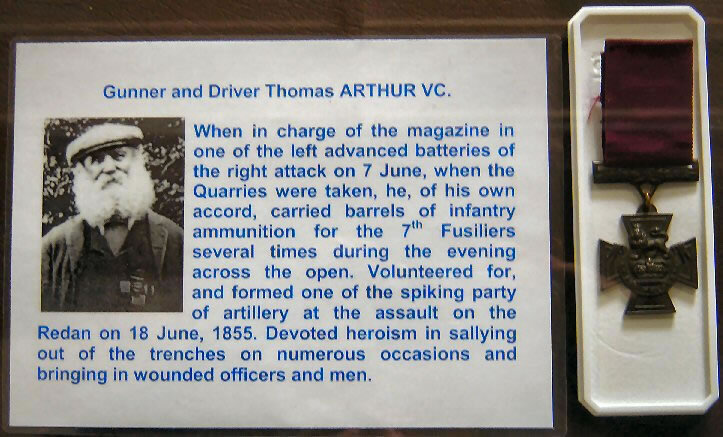 Gunner and Driver Thomas ARTHUR VC.
When in charge of the magazine in
one of the left advanced batteries of
the right attack on 7 June, when the
Quarries were taken, he, of his own
accord, carried barrels of infantry
ammunition for the 7th Fusiliers
several times during the evening
across the open. Volunteered for,
and formed one of the spiking party
of artillery at the assault on the
Redan on 18 June, 1855. Devoted heroism in sallying
out of the trenches on numerous occasions and
bringing in wounded officers and men.